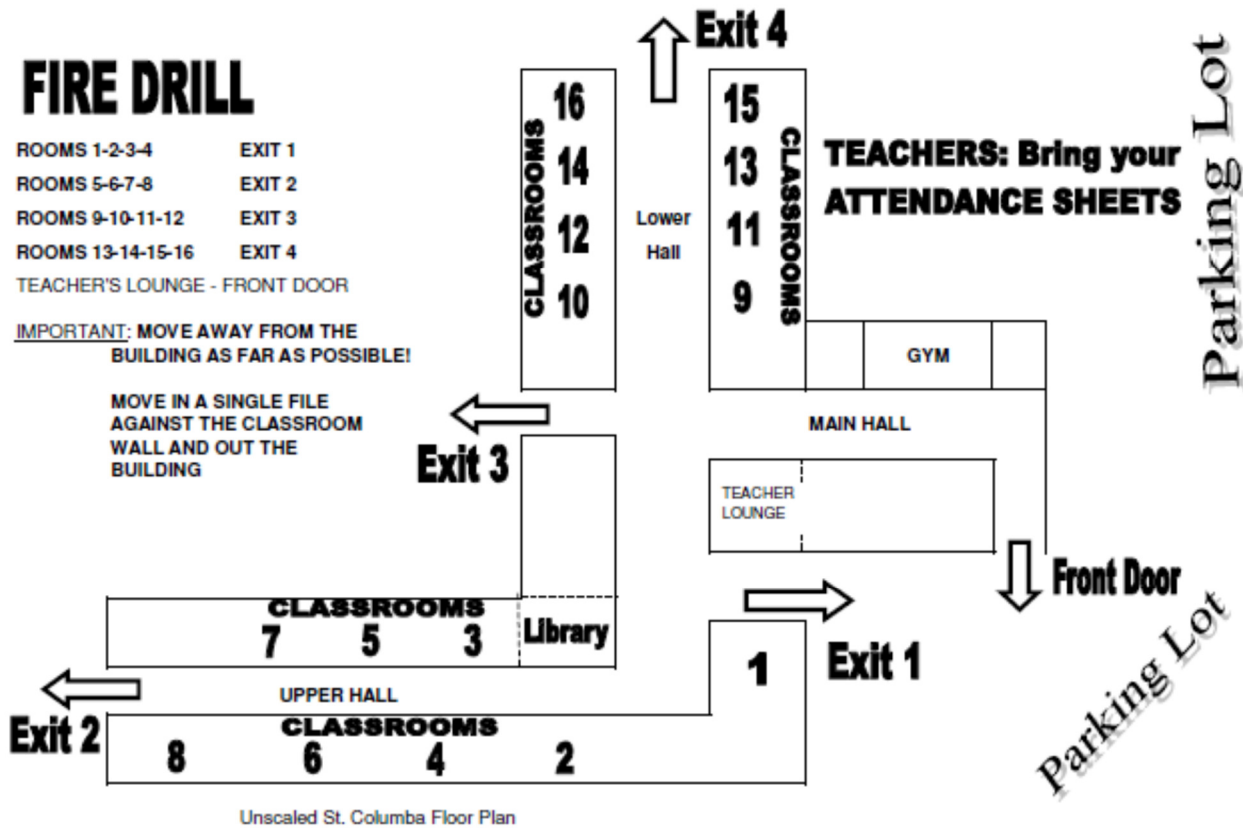 Exit 4
FIRE DRILL
ROOMS 1-2-3-4 EXIT 1
ROOMS 5-6-7-8 EXIT 2
ROOMS 9-10-11-12 EXIT 3
ROOMS 13-14-15-16 EXIT 4
TEACHER'S LOUNGE - FRONT DOOR
IMPORTANT: MOVE AWAY FROM THE
BUILDING AS FAR AS POSSIBLE!
MOVE IN A SINGLE FILE
AGAINST THE CLASSROOM
WALL AND OUT THE
BUILDING
CLASSROOMS
16
14
12
10
Lower
Hall
15
13
11
9
CLASSROOMS
TEACHERS: Bring your
ATTENDANCE SHEETS
Parking Lot
GYM
MAIN HALL
Exit 3
TEACHER
LOUNGE
Front Door
CLASSROOMS
7 5 3
Library
1
Exit 1
Parking Lot
UPPER HALL
Exit 2
CLASSROOMS
8 6 4 2
Unscaled St. Columba Floor Plan